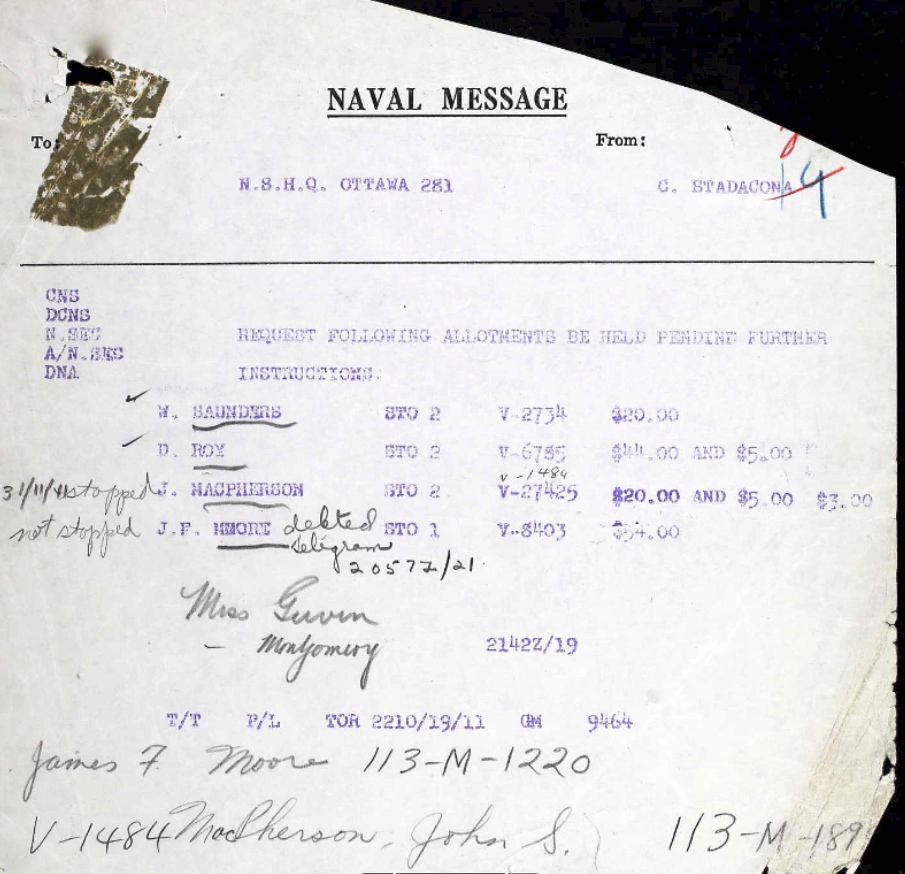 NAVAL MESSAGE
To: From:
N.S.H.Q. OTTAWA 281 C. STADACONA
CNS
DCNS
N.SEC REQUEST FOLLOWING ALLOTMENTS BE HELD PENDING FURTHER
A/N.SEC
DNA INSTRUCTIONS:
W. SAUNDERS STO 2 V-2734 $20.00
D. ROY STO 2 V-6785 $44.00 AND $5.00
V-1484
31/11/41 stopped J. MACPHERSON STO 2 V-27425 $20.00 AND $5.00 $3.00
not stopped J.F. MMORE deleted STO 1 V-8403 $54.00
telegram
2057Z/21.
Miss
- Montgomery 2142Z/19
T/T P/L TOR 2210/19/11 GM 9464
James F. Moore 113-M-1220
V-1484 MacPherson, John S. 113-M-189